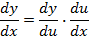 dy/dx = dy/du · du/dx